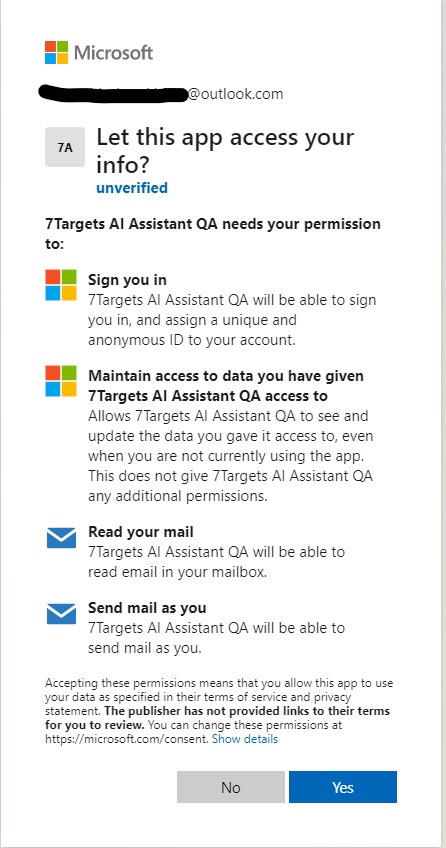 Microsoft
@outlook.com
7A
Let this app access your
info?
unverified
7Targets AI Assistant QA needs your permission
to:
Sign you in
7Targets AI Assistant QA will be able to sign
you in, and assign a unique and
anonymous ID to your account.
Maintain access to data you have given
7Targets AI Assistant QA access to
Allows 7Targets AI Assistant QA to see and
update the data you gave it access to, even
when you are not currently using the app.
This does not give 7Targets AI Assistant QA
any additional permissions.
Read your mail
7Targets AI Assistant QA will be able to
read email in your mailbox.
Send mail as you
7Targets AI Assistant QA will be able to
send mail as you.
Accepting these permissions means that you allow this app to use
your data as specified in their terms of service and privacy
statement. The publisher has not provided links to their terms
for you to review. You can change these permissions at
https://microsoft.com/consent. Show details
No
Yes